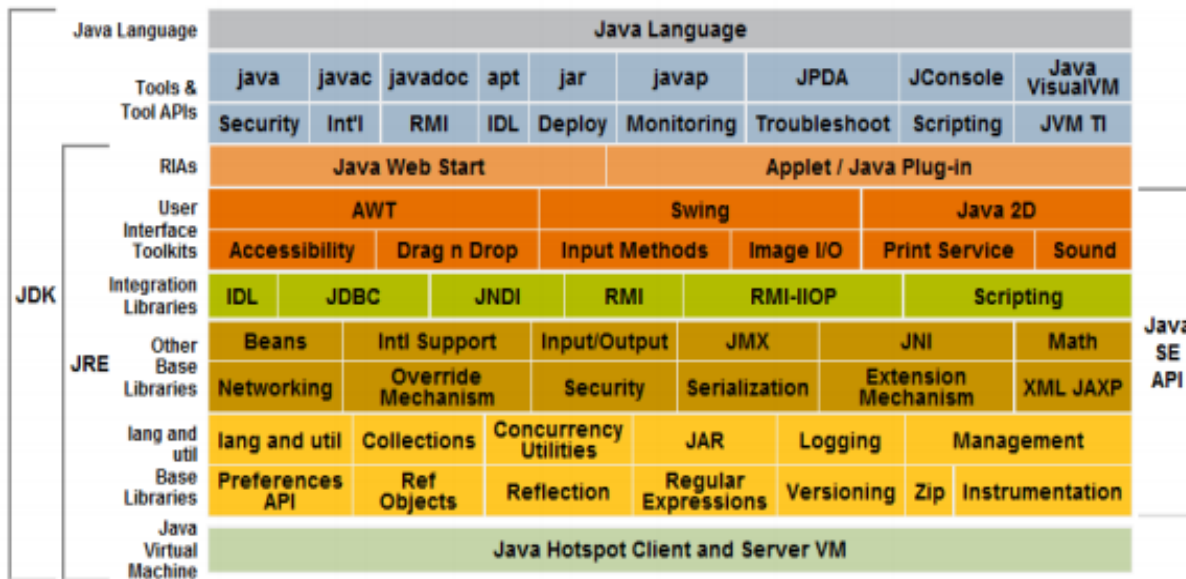 Java Language
Java Language
Tools &
Tool APIs
java javac javadoc apt jar javap JPDA JConsole Java VisualVM
Security Int'l RMI IDL Deploy Monitoring Troubleshoot Scripting JVM TI
RIAs
Java Web Start Applet / Java Plug-in
User
Interface
Toolkits
AWT Swing Java 2D
Accessibility Drag n Drop Input Methods Image I/O Print Service Sound
Integration
Libraries
IDL JDBC JNDI RMI RMI-IIOP Scripting
JDK
JRE
Other
Base
Libraries
Beans Intl Support Input/Output JMX JNI Math
Networking Override Mechanism Security Serialization Extension Mechanism XML JAXP
Java
SE
API
lang and
util
Base
Libraries
lang and util Collections Concurrency Utilities JAR Logging Management
Preferences API Ref Objects Reflection Regular Expressions Versioning Zip Instrumentation
Java
Virtual
Machine
Java Hotspot Client and Server VM